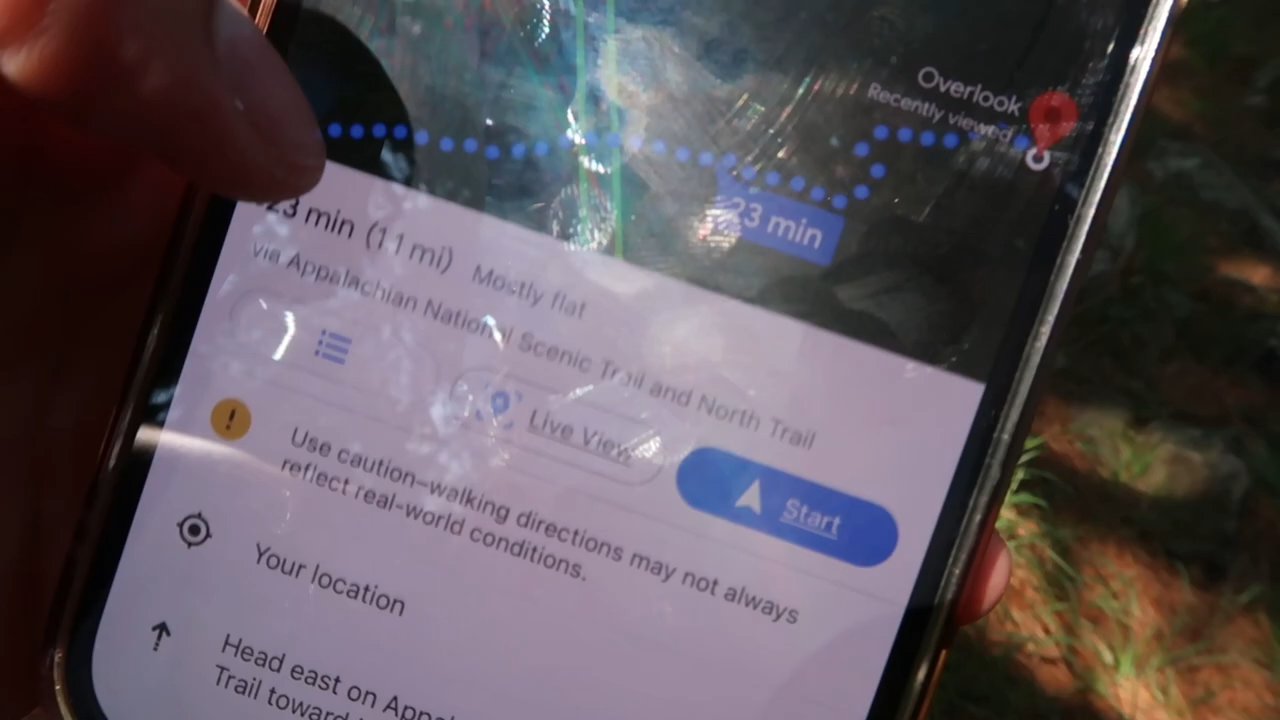 Overlook
Recently viewed
23 min
23 min (1.1 mi) Mostly flat
via Appalachian National Scenic Trail and North Trail
Live View
Start
Use caution–walking directions may not always
reflect real-world conditions.
Your location
Head east on
Trail toward